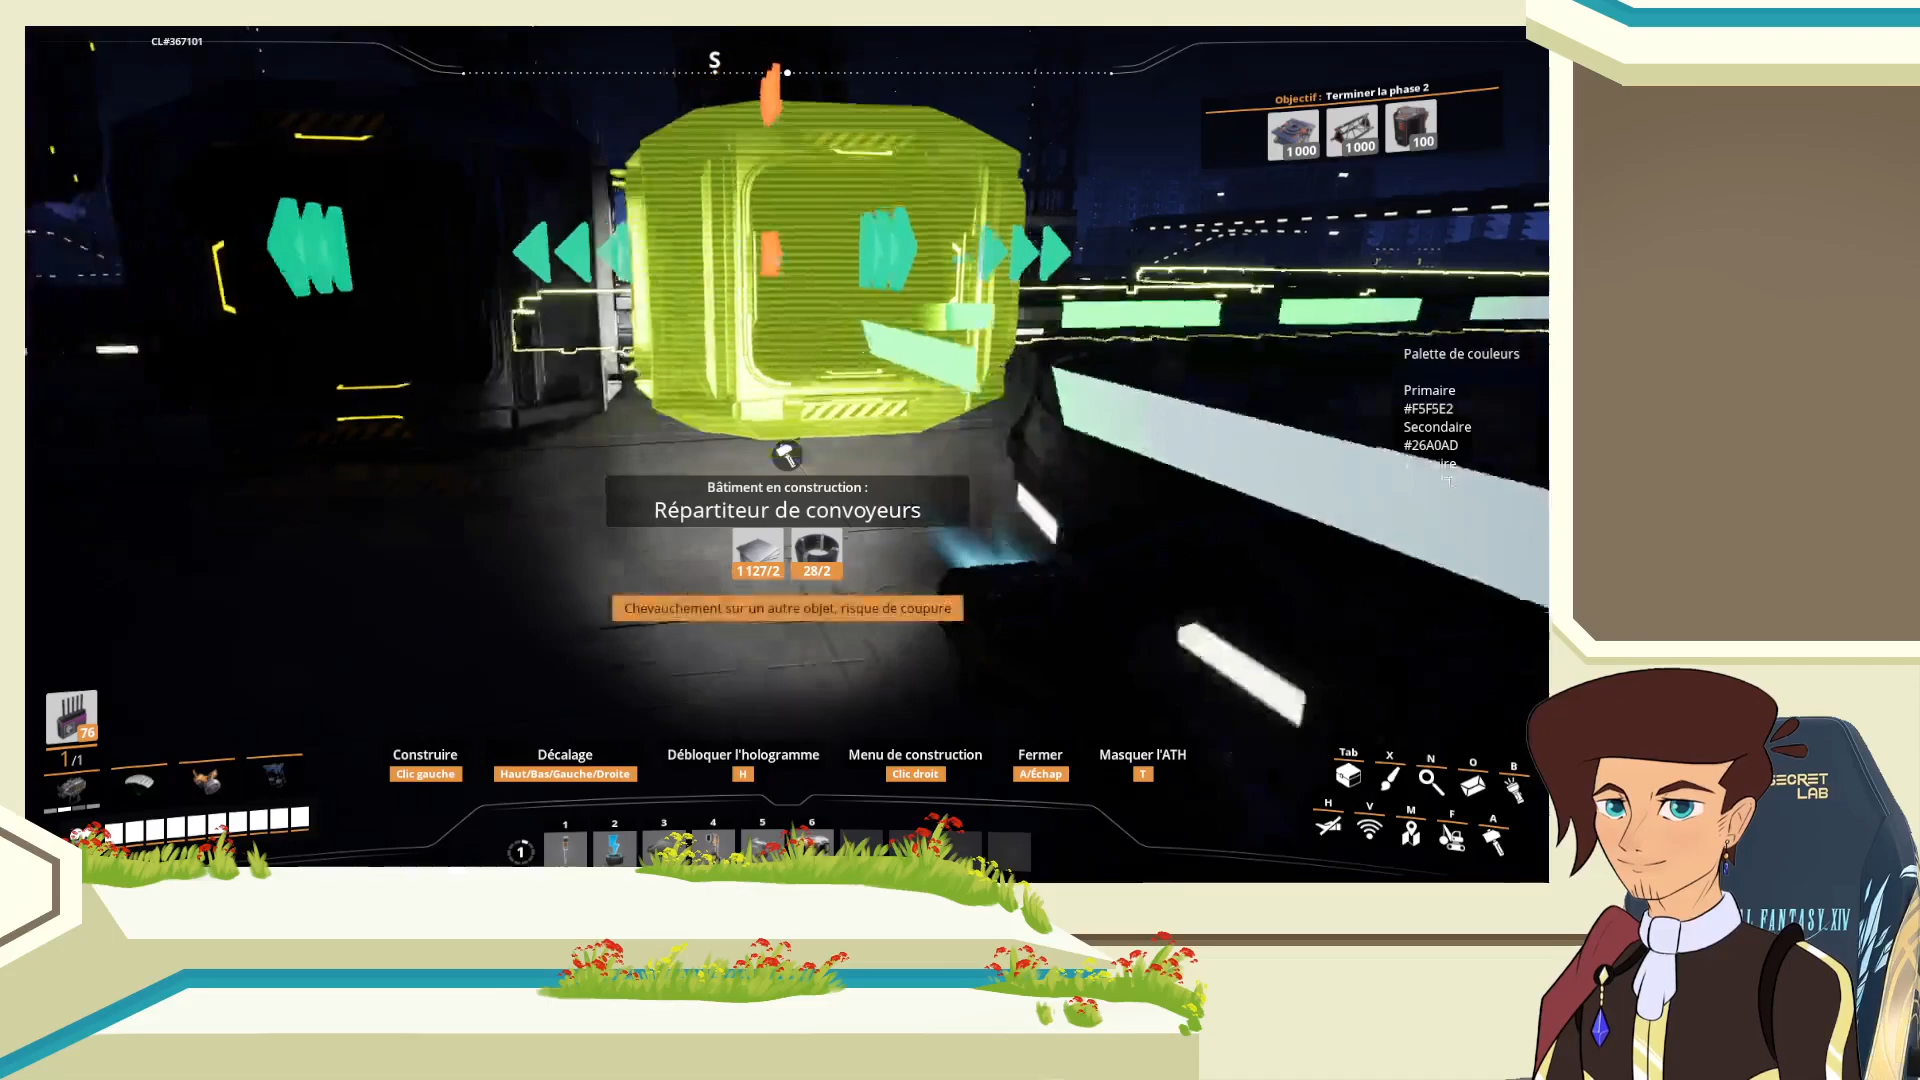 CL#367101
S
Objectif : Terminer la phase 2
1 000
1 000
100
Palette de couleurs
Primaire
#F5F5E2
Secondaire
#26A0AD
Bâtiment en construction :
Répartiteur de convoyeurs
1 127/2
28/2
Chevauchement sur un autre objet, risque de coupure
76
1/1
Construire
Clic gauche
Décalage
Haut/Bas/Gauche/Droite
Débloquer l'hologramme
H
Menu de construction
Clic droit
Fermer
A/Échap
Masquer l'ATH
T
Tab
X
N
O
B
H
V
M
F
A
1
1
2
3
4
5
6
SECRET
LAB
FANTASY XIV